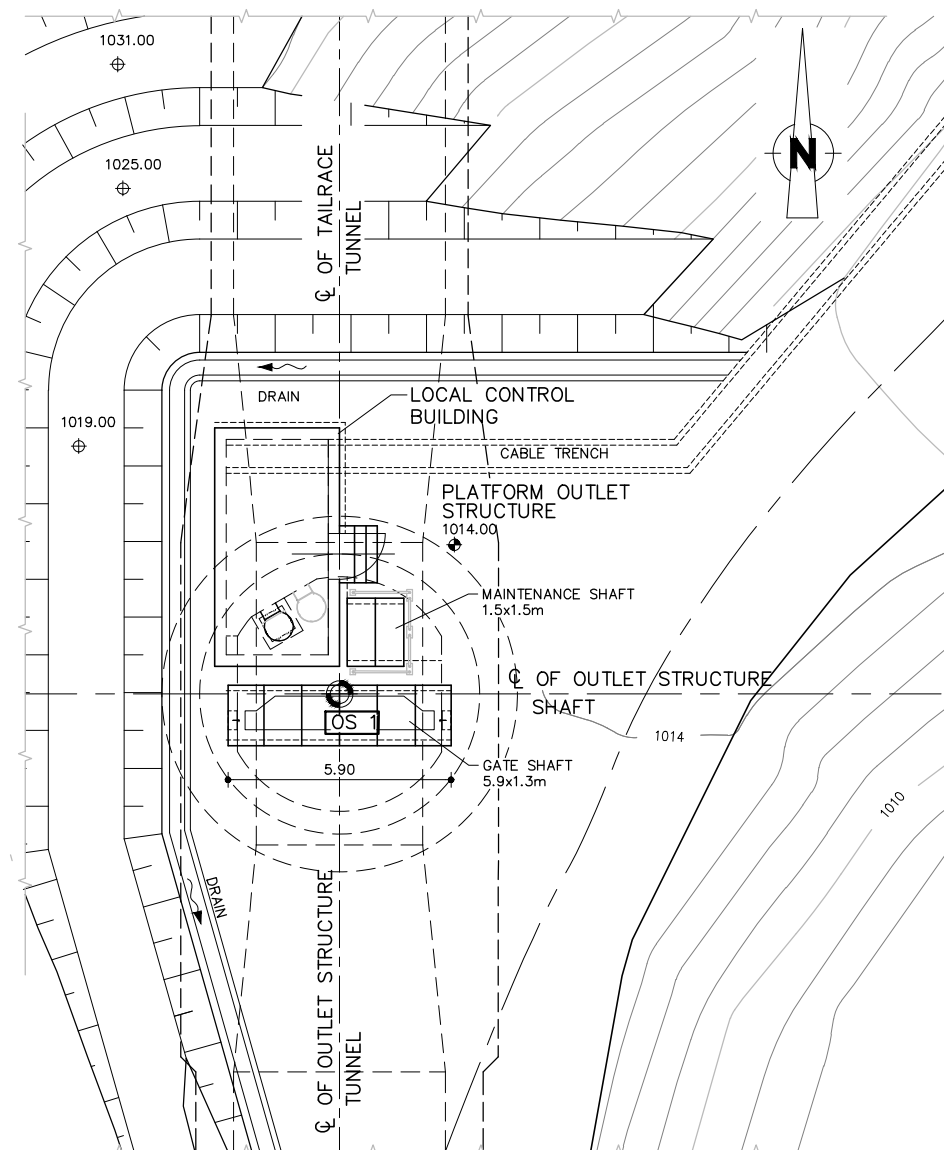 1031.00
1025.00
N
℄ OF TAILRACE
TUNNEL
DRAIN
LOCAL CONTROL
BUILDING
1019.00
CABLE TRENCH
PLATFORM OUTLET
STRUCTURE
1014.00
MAINTENANCE SHAFT
1.5x1.5m
℄ OF OUTLET STRUCTURE
SHAFT
OS 1
1014
GATE SHAFT
5.9x1.3m
5.90
1010
DRAIN
℄ OF OUTLET STRUCTURE
TUNNEL